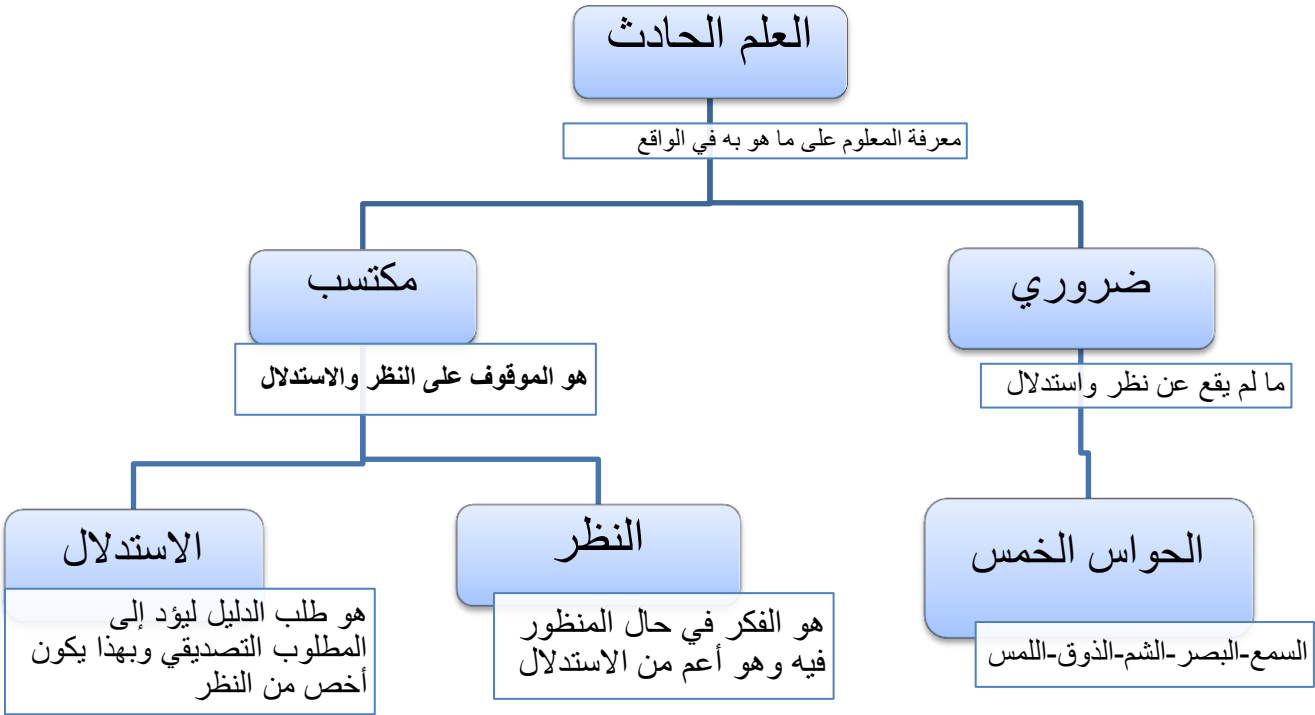 العلم الحادث
معرفة المعلوم على ما هو به في الواقع
ضروري
ما لم يقع عن نظر واستدلال
الحواس الخمس
السمع-البصر-الشم-الذوق-اللمس
مكتسب
هو الموقوف على النظر والاستدلال
النظر
هو الفكر في حال المنظور
فيه وهو أعم من الاستدلال
الاستدلال
هو طلب الدليل ليؤد إلى
المطلوب التصديقي وبهذا يكون
أخص من النظر